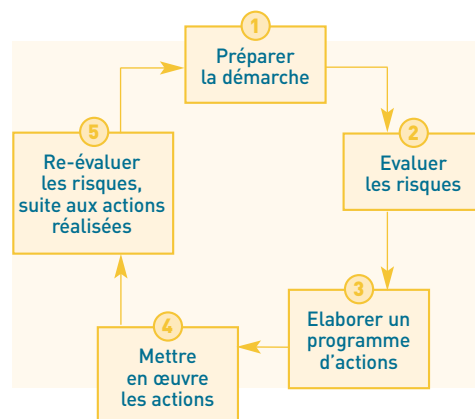 1
Préparer
la démarche
2
Evaluer
les risques
3
Elaborer un
programme
d'actions
4
Mettre
en œuvre
les actions
5
Re-évaluer
les risques,
suite aux actions
réalisées